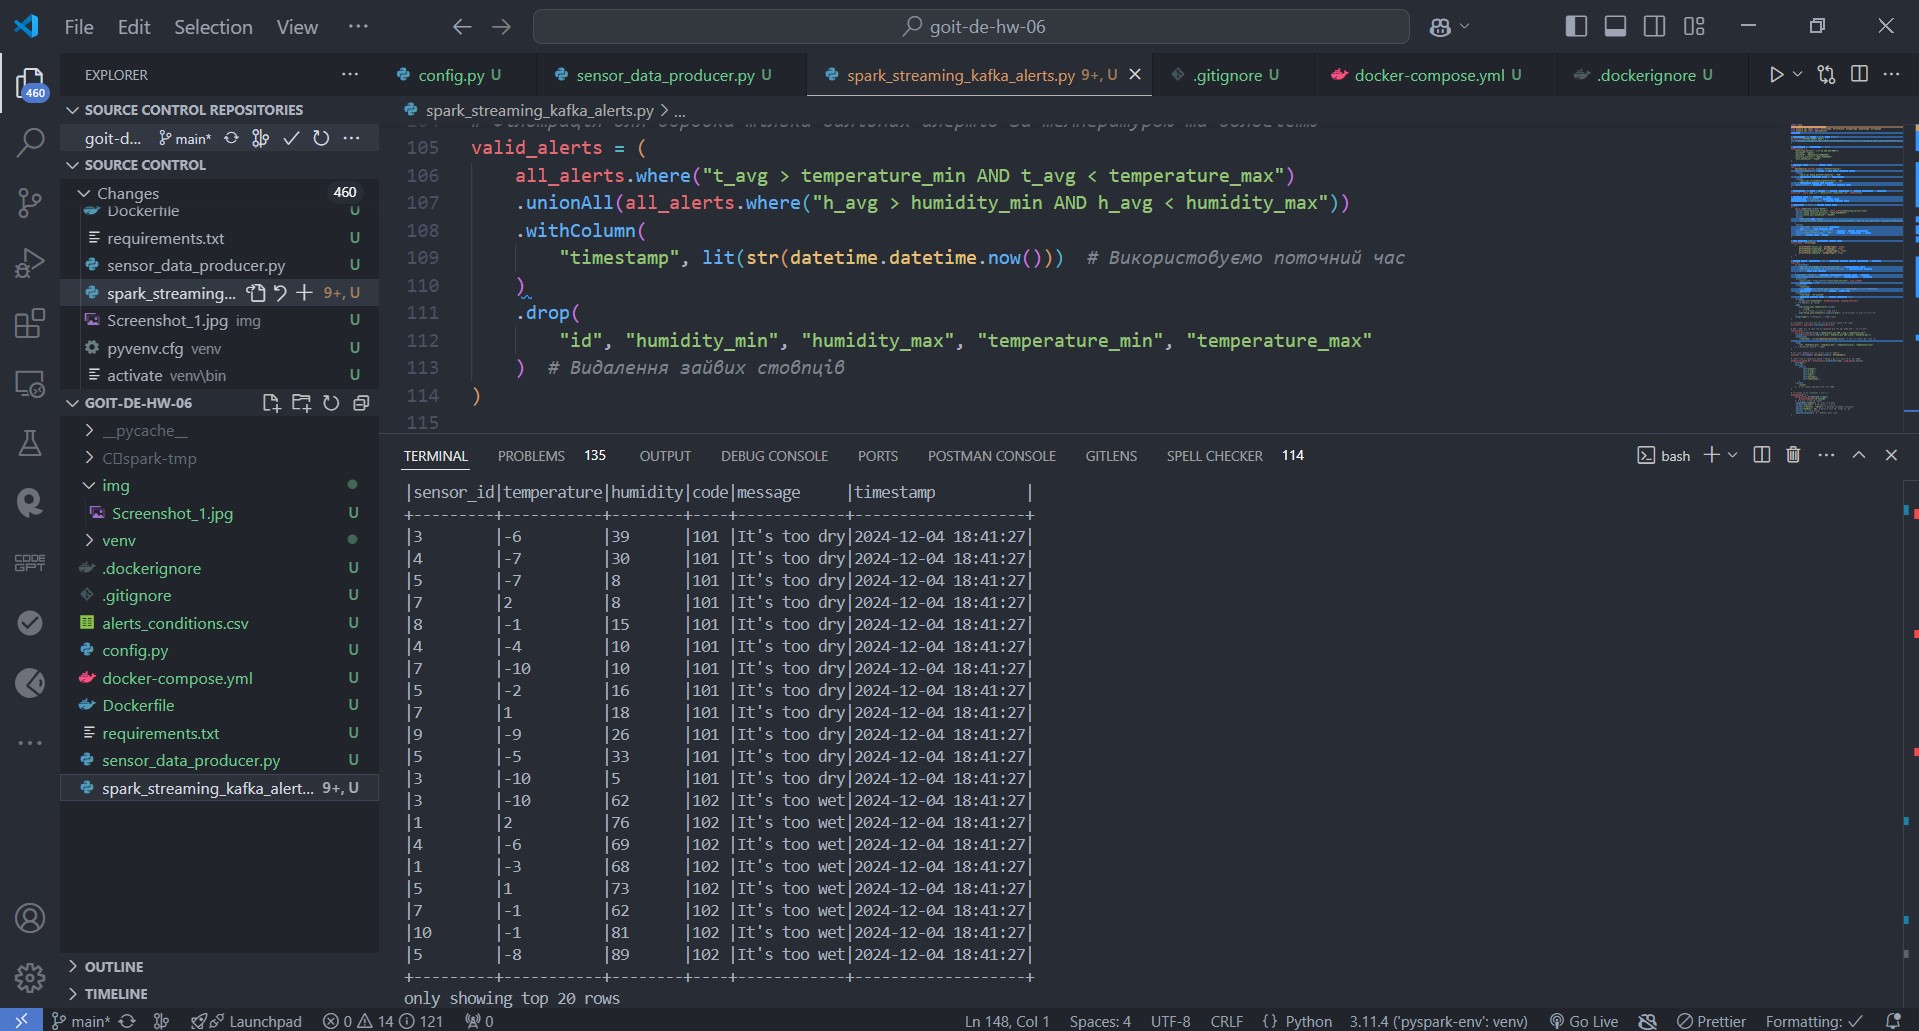 File Edit Selection View ···
goit-de-hw-06
EXPLORER
SOURCE CONTROL REPOSITORIES
goit-d... main*
SOURCE CONTROL
Changes 460
Dockerfile U
requirements.txt U
sensor_data_producer.py U
spark_streaming... 9+, U
Screenshot_1.jpg img U
pyvenv.cfg venv U
activate venv\bin U
GOIT-DE-HW-06
__pycache__
spark-tmp
img
Screenshot_1.jpg U
venv
.dockerignore U
.gitignore U
alerts_conditions.csv U
config.py U
docker-compose.yml U
Dockerfile U
requirements.txt U
sensor_data_producer.py U
spark_streaming_kafka_alert... 9+, U
OUTLINE
TIMELINE
460
CODE
GPT
config.py U sensor_data_producer.py U spark_streaming_kafka_alerts.py 9+, U .gitignore U docker-compose.yml U .dockerignore U
spark_streaming_kafka_alerts.py > ...
105 valid_alerts = (
106 all_alerts.where("t_avg > temperature_min AND t_avg < temperature_max")
107 .unionAll(all_alerts.where("h_avg > humidity_min AND h_avg < humidity_max"))
108 .withColumn(
109 "timestamp", lit(str(datetime.datetime.now())) # Використовуємо поточний час
110 )
111 .drop(
112 "id", "humidity_min", "humidity_max", "temperature_min", "temperature_max"
113 ) # Видалення зайвих стовпців
114 )
115
TERMINAL PROBLEMS 135 OUTPUT DEBUG CONSOLE PORTS POSTMAN CONSOLE GITLENS SPELL CHECKER 114 bash
|sensor_id|temperature|humidity|code|message |timestamp |
+---------+-----------+--------+----+-----------+-------------------+
|3 |-6 |39 |101 |It's too dry|2024-12-04 18:41:27|
|4 |-7 |30 |101 |It's too dry|2024-12-04 18:41:27|
|5 |-7 |8 |101 |It's too dry|2024-12-04 18:41:27|
|7 |2 |8 |101 |It's too dry|2024-12-04 18:41:27|
|8 |-1 |15 |101 |It's too dry|2024-12-04 18:41:27|
|4 |-4 |10 |101 |It's too dry|2024-12-04 18:41:27|
|7 |-10 |10 |101 |It's too dry|2024-12-04 18:41:27|
|5 |-2 |16 |101 |It's too dry|2024-12-04 18:41:27|
|7 |1 |18 |101 |It's too dry|2024-12-04 18:41:27|
|9 |-9 |26 |101 |It's too dry|2024-12-04 18:41:27|
|5 |-5 |33 |101 |It's too dry|2024-12-04 18:41:27|
|3 |-10 |5 |101 |It's too dry|2024-12-04 18:41:27|
|3 |-10 |62 |102 |It's too wet|2024-12-04 18:41:27|
|1 |2 |76 |102 |It's too wet|2024-12-04 18:41:27|
|4 |-6 |69 |102 |It's too wet|2024-12-04 18:41:27|
|1 |-3 |68 |102 |It's too wet|2024-12-04 18:41:27|
|5 |1 |73 |102 |It's too wet|2024-12-04 18:41:27|
|7 |-1 |62 |102 |It's too wet|2024-12-04 18:41:27|
|10 |-1 |81 |102 |It's too wet|2024-12-04 18:41:27|
|5 |-8 |89 |102 |It's too wet|2024-12-04 18:41:27|
+---------+-----------+--------+----+-----------+-------------------+
only showing top 20 rows
main* Launchpad 0 14 121 0 Ln 148, Col 1 Spaces: 4 UTF-8 CRLF {} Python 3.11.4 ('pyspark-env': venv) Go Live Prettier Formatting: